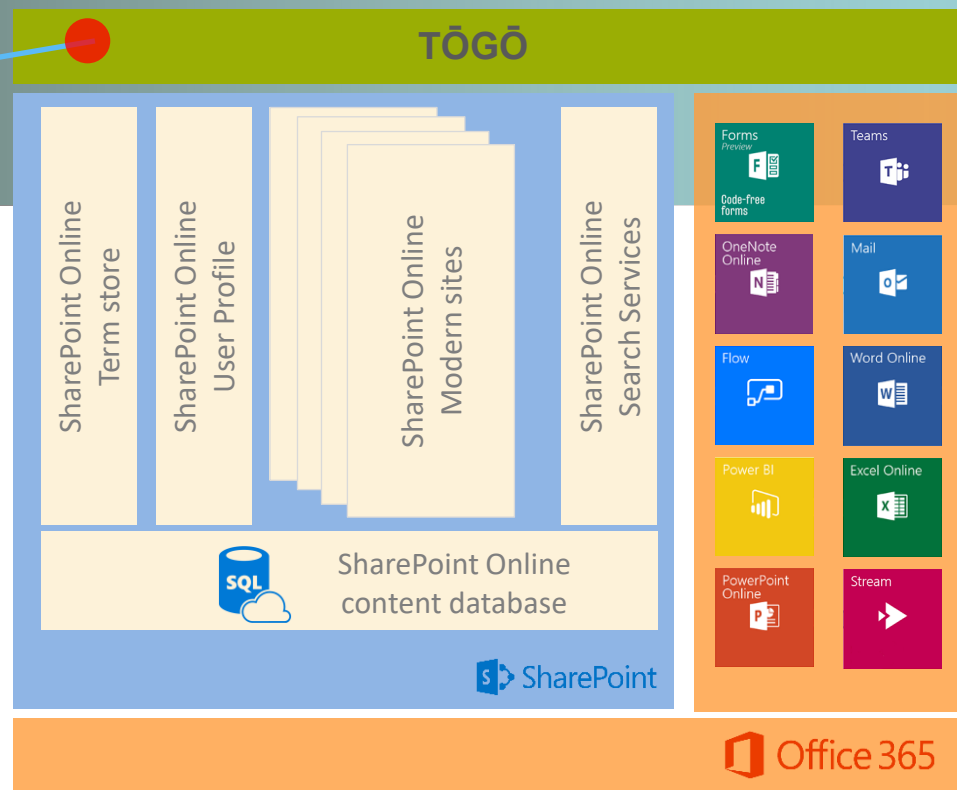 TŌGŌ
SharePoint Online
Term store
SharePoint Online
User Profile
SharePoint Online
Modern sites
SharePoint Online
Search Services
SQL
SharePoint Online
content database
S SharePoint
Forms
Preview
F
Code-free
forms
Teams
T
OneNote
Online
N
Mail
O
Flow
Word Online
W
Power BI
Excel Online
X
PowerPoint
Online
P
Stream
Office 365